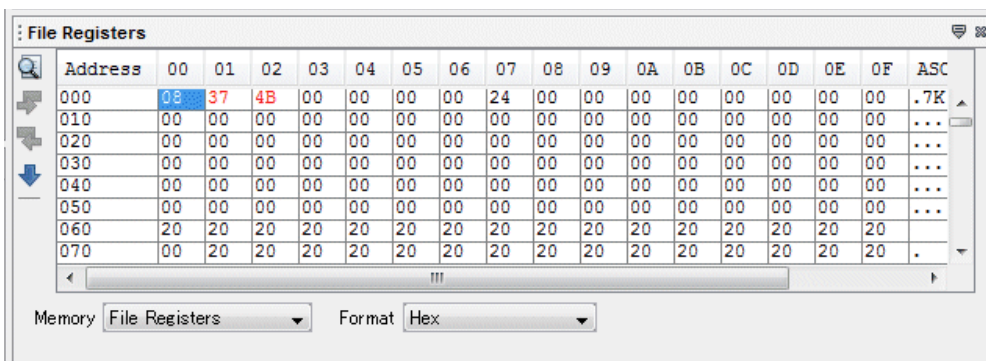 File Registers
Address 00 01 02 03 04 05 06 07 08 09 0A 0B 0C 0D 0E 0F ASC
000 08 37 4B 00 00 00 00 24 00 00 00 00 00 00 00 00 .7K
010 00 00 00 00 00 00 00 00 00 00 00 00 00 00 00 00 ...
020 00 00 00 00 00 00 00 00 00 00 00 00 00 00 00 00 ...
030 00 00 00 00 00 00 00 00 00 00 00 00 00 00 00 00 ...
040 00 00 00 00 00 00 00 00 00 00 00 00 00 00 00 00 ...
050 00 00 00 00 00 00 00 00 00 00 00 00 00 00 00 00 ...
060 20 20 20 20 20 20 20 20 20 20 20 20 20 20 20 20
070 00 20 20 20 20 20 20 20 20 20 20 20 20 20 20 20 .
Memory File Registers Format Hex